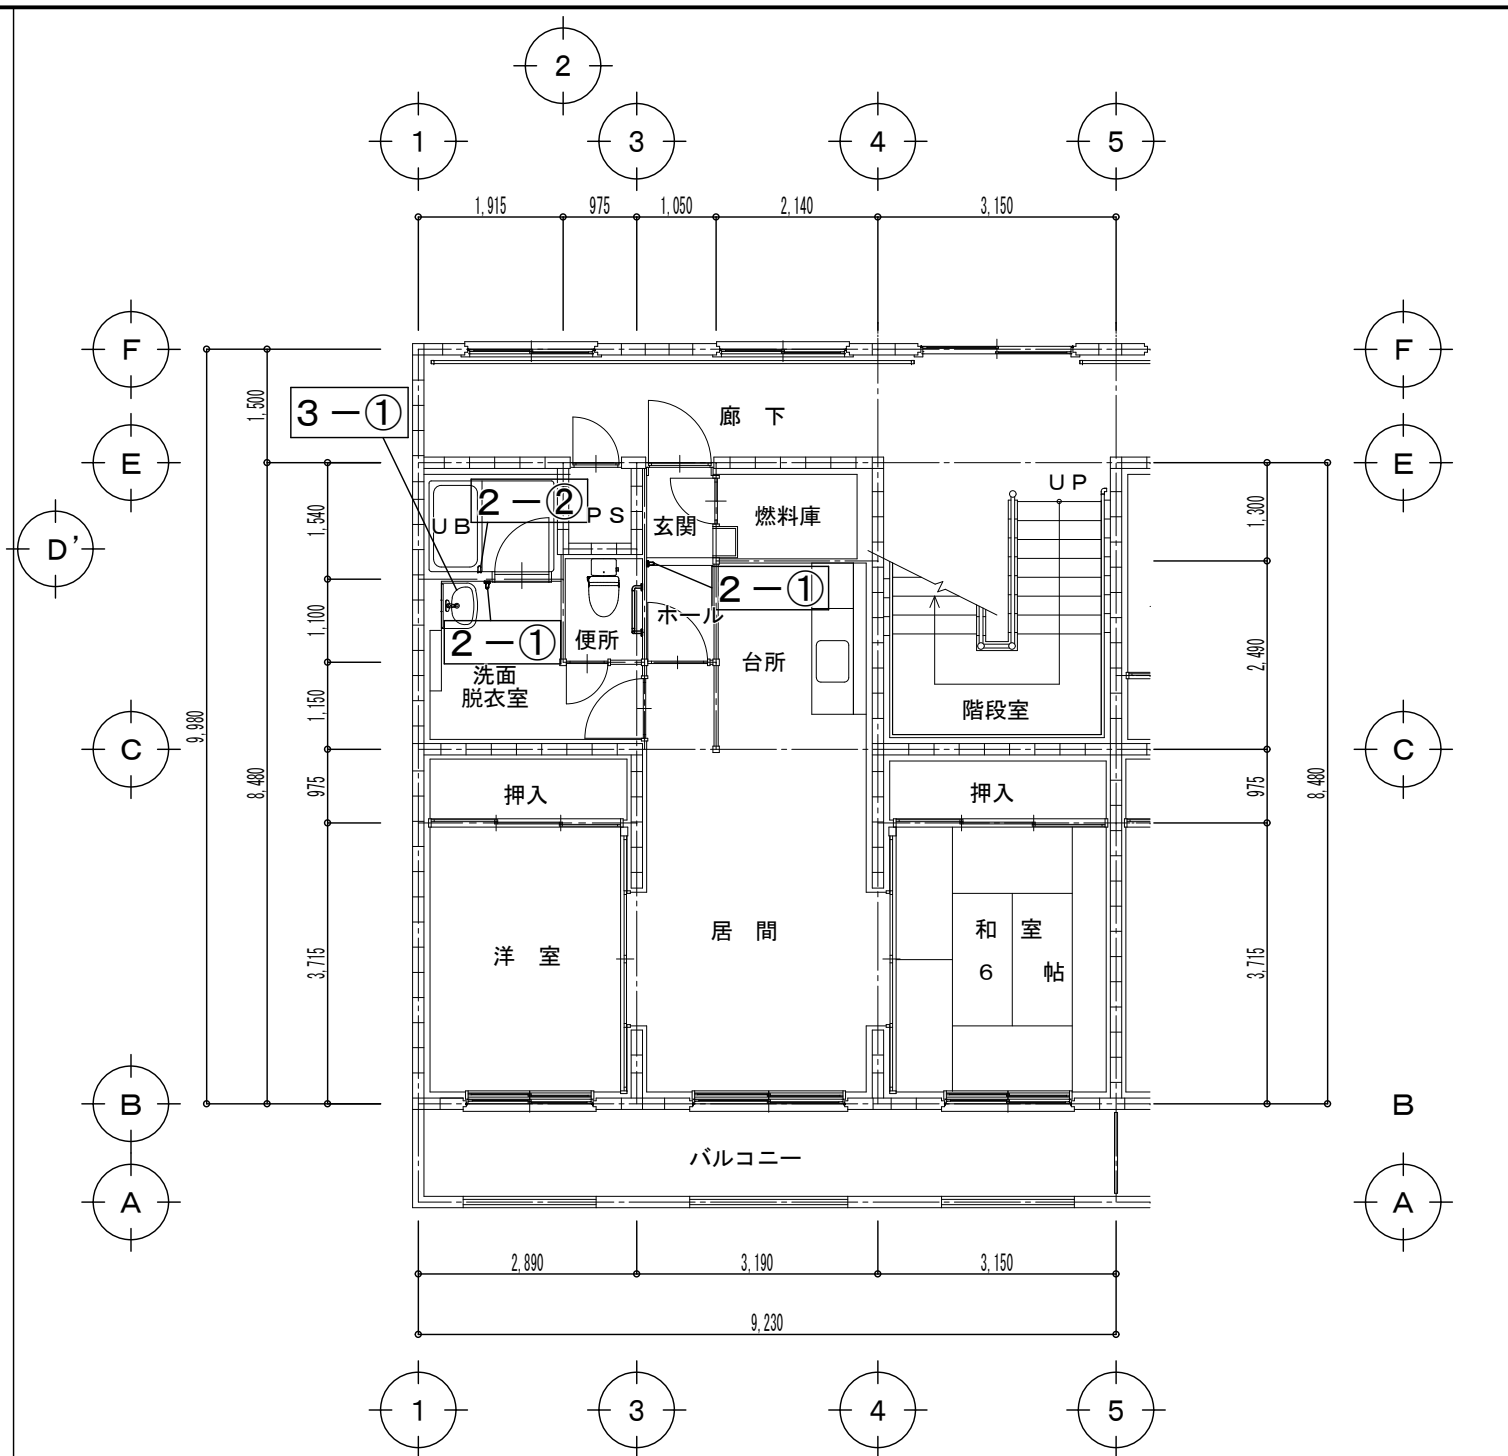 2
1
3
4
5
1,915
975
1,050
2,140
3,150
F
F
1,500
3－①
廊　下
E
E
UP
2－②
UB
PS
玄関
燃料庫
1,540
1,300
D’
2－①
ホール
1,100
2－①
便所
台所
2,490
洗面
脱衣室
1,150
階段室
9,980
C
C
8,480
975
押入
押入
975
8,480
居　間
和　室
洋　室
6　帖
3,715
3,715
B
B
バルコニー
A
A
2,890
3,190
3,150
9,230
1
3
4
5